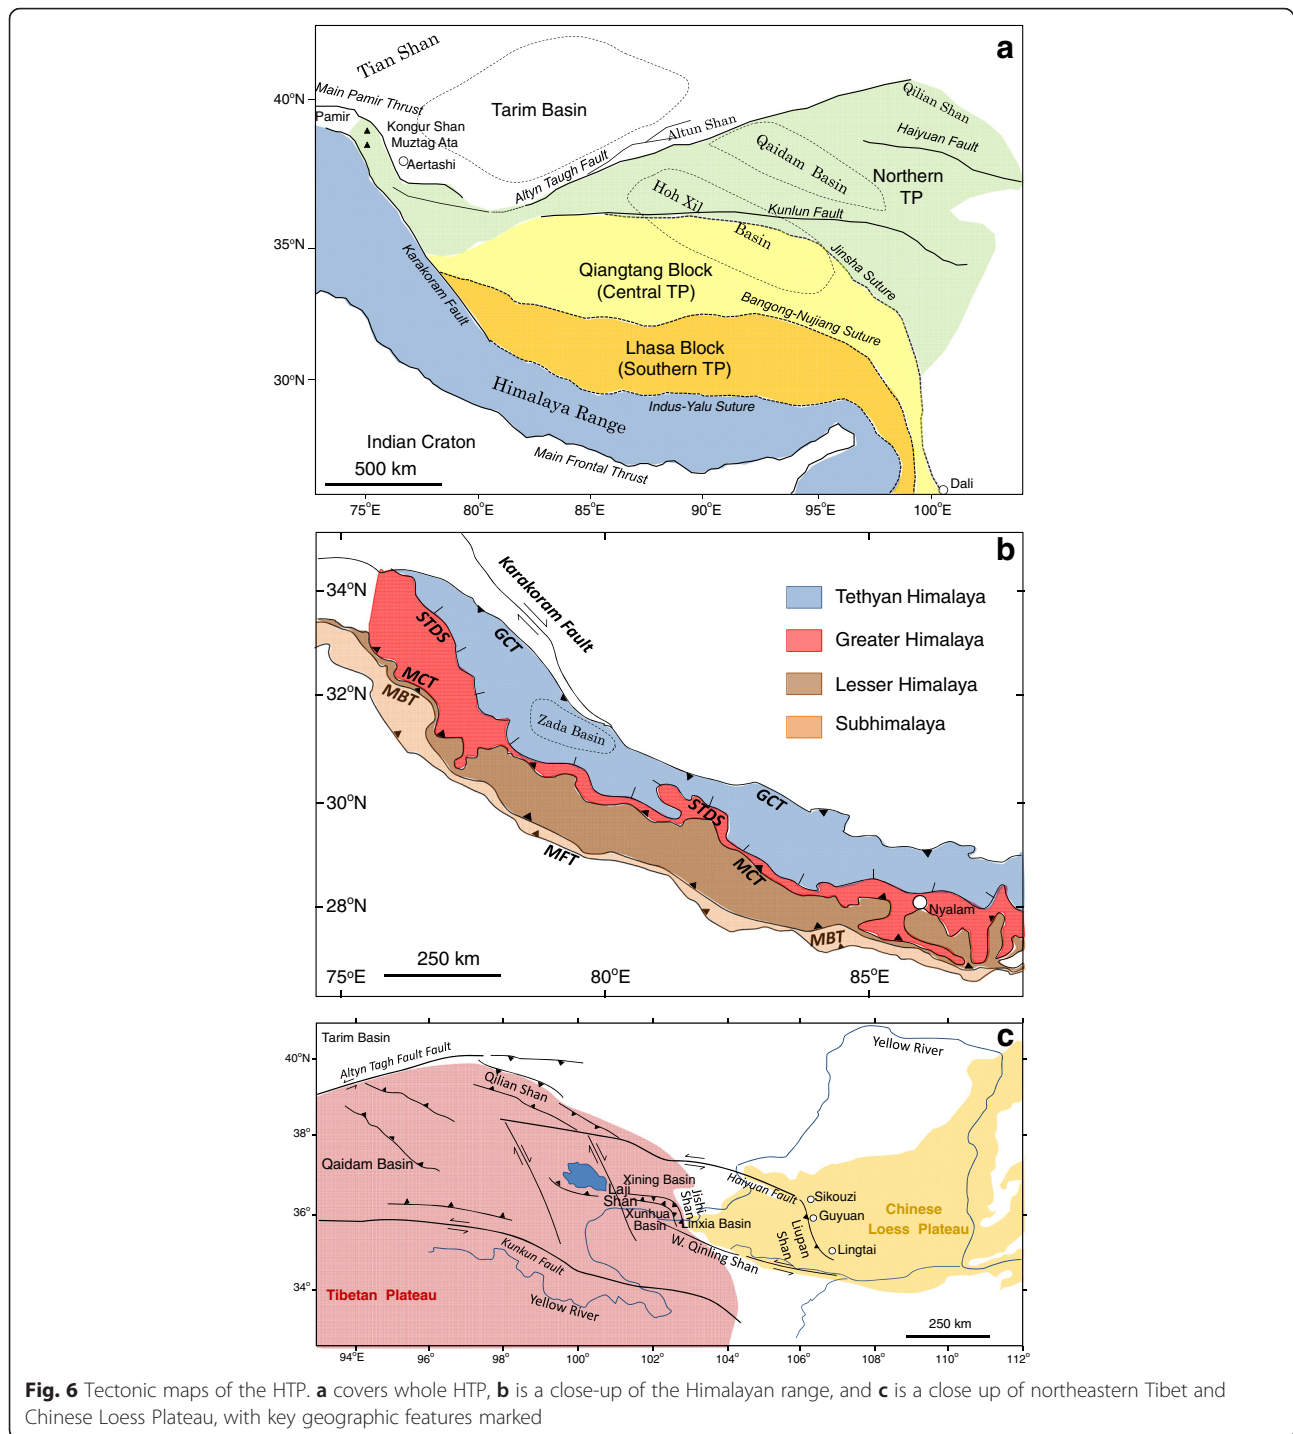 a
Tian Shan
40°N
Main Pamir Thrust
Pamir
Kongur Shan
Muztag Ata
Aertashi
Tarim Basin
Altun Shan
Qilian Shan
Haiyuan Fault
Qaidam Basin
Northern
TP
Altyn Taugh Fault
Hoh Xil
Basin
Kunlun Fault
35°N
Karakoram Fault
Jinsha Suture
Qiangtang Block
(Central TP)
Bangong-Nujiang Suture
Lhasa Block
(Southern TP)
30°N
Himalaya Range
Indus-Yalu Suture
Indian Craton
Main Frontal Thrust
500 km
Dali
75°E
80°E
85°E
90°E
95°E
100°E
b
Karakoram Fault
34°N
Tethyan Himalaya
STDS
GCT
Greater Himalaya
MCT
Lesser Himalaya
32°N
MBT
Zada Basin
Subhimalaya
30°N
STDS
GCT
MFT
MCT
28°N
Nyalam
MBT
250 km
75°E
80°E
85°E
c
Tarim Basin
Yellow River
40°N
Altyn Tagh Fault Fault
Qilian Shan
38°
Qaidam Basin
Xining Basin
Laji
Shan
Jishi
Shan
Haiyuan Fault
Sikouzi
Xunhua
Basin
Linxia Basin
Guyuan
Chinese
Loess Plateau
36°
Liupan
Shan
Lingtai
W. Qinling Shan
Kunkun Fault
34°
Tibetan Plateau
Yellow River
250 km
94°E
96°
98°
100°
102°
104°
106°
108°
110°
112°
Fig. 6 Tectonic maps of the HTP. a covers whole HTP, b is a close-up of the Himalayan range, and c is a close up of northeastern Tibet and
Chinese Loess Plateau, with key geographic features marked